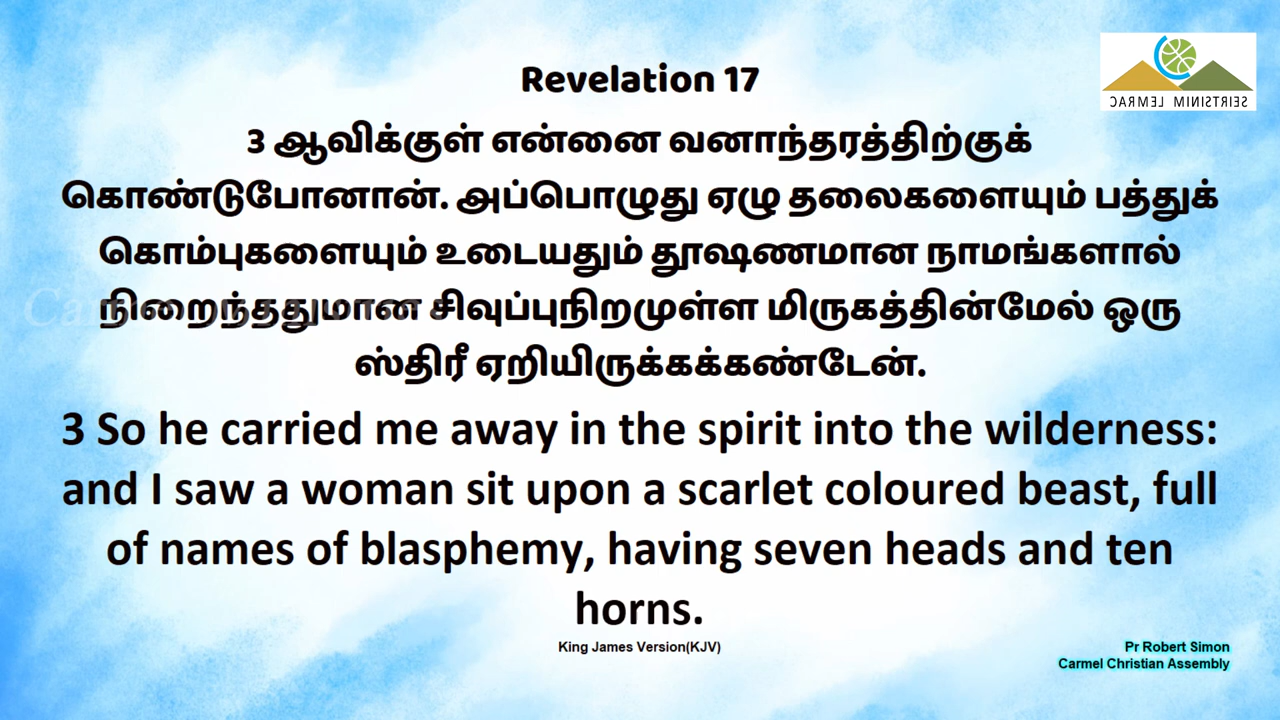 Revelation 17
CARMEL MINISTRIES
3 ஆவிக்குள் என்னை வனாந்தரத்திற்குக்
கொண்டுபோனான். அப்பொழுது ஏழு தலைகளையும் பத்துக்
கொம்புகளையும் உடையதும் தூஷணமான நாமங்களால்
நிறைந்ததுமான சிவுப்புநிறமுள்ள மிருகத்தின்மேல் ஒரு
ஸ்திரீ ஏறியிருக்கக்கண்டேன்.
3 So he carried me away in the spirit into the wilderness:
and I saw a woman sit upon a scarlet coloured beast, full
of names of blasphemy, having seven heads and ten
horns.
King James Version(KJV)
Pr Robert Simon
Carmel Christian Assembly